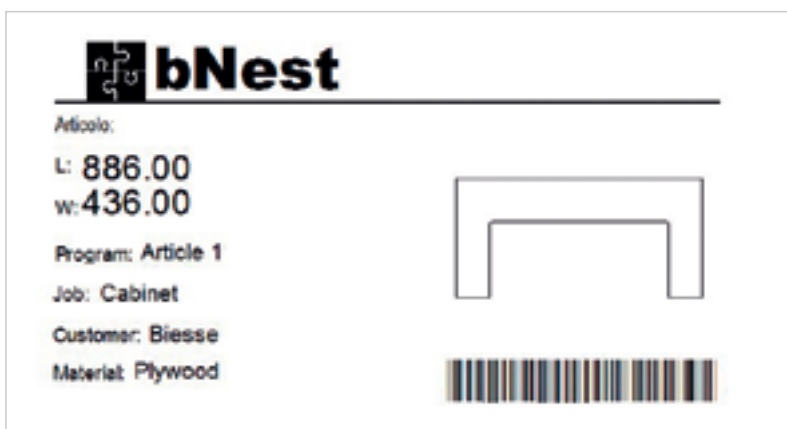 bNest
Articolo:
L: 886.00
W: 436.00
Program: Article 1
Job: Cabinet
Customer: Biesse
Material: Plywood